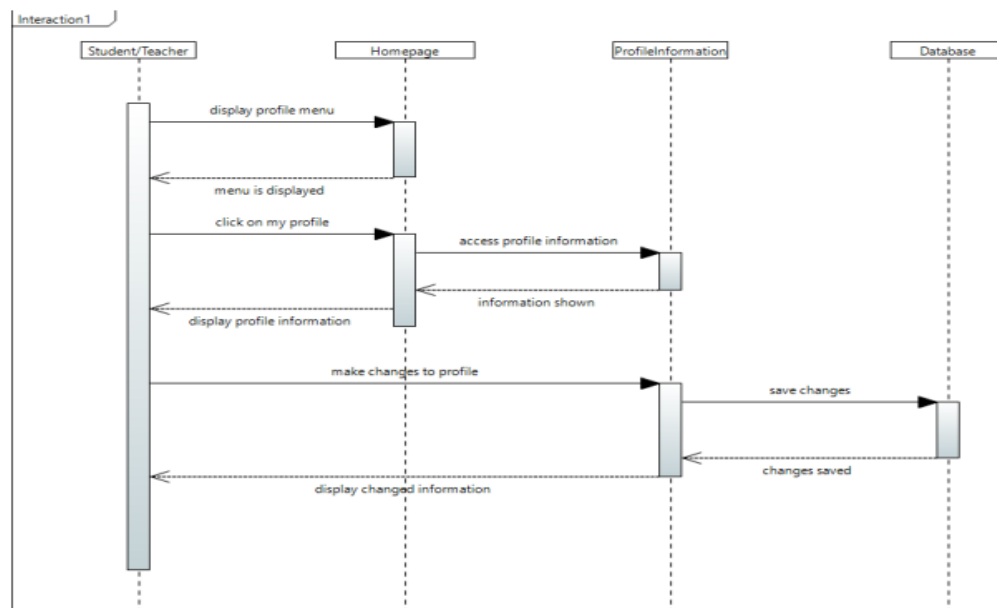 Interaction1
Student/Teacher
Homepage
ProfileInformation
Database
display profile menu
menu is displayed
click on my profile
access profile information
information shown
display profile information
make changes to profile
save changes
changes saved
display changed information